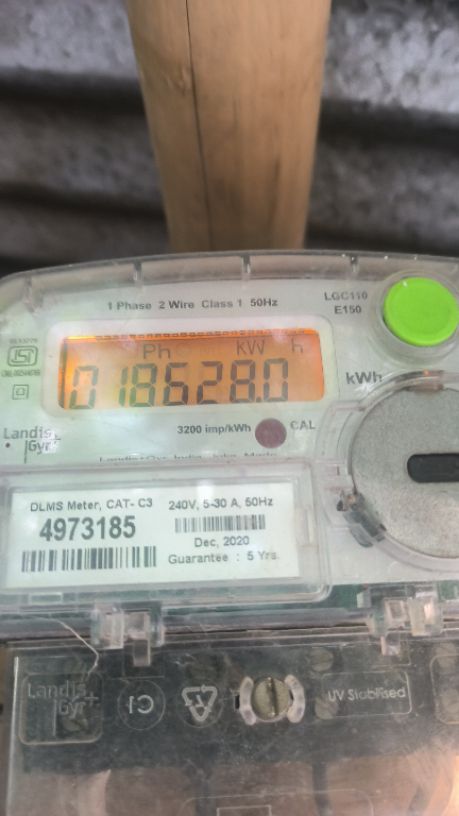 1 Phase 2 Wire Class 1 50Hz
LGC110
E150
Ph kW h
018628.0
kWh
3200 imp/kWh
CAL
Landis
Gyr+
DLMS Meter, CAT- C3
240V, 5-30 A, 50Hz
4973185
Dec, 2020
Guarantee : 5 Yrs.
Landis
Gyr+
UV Stabilised